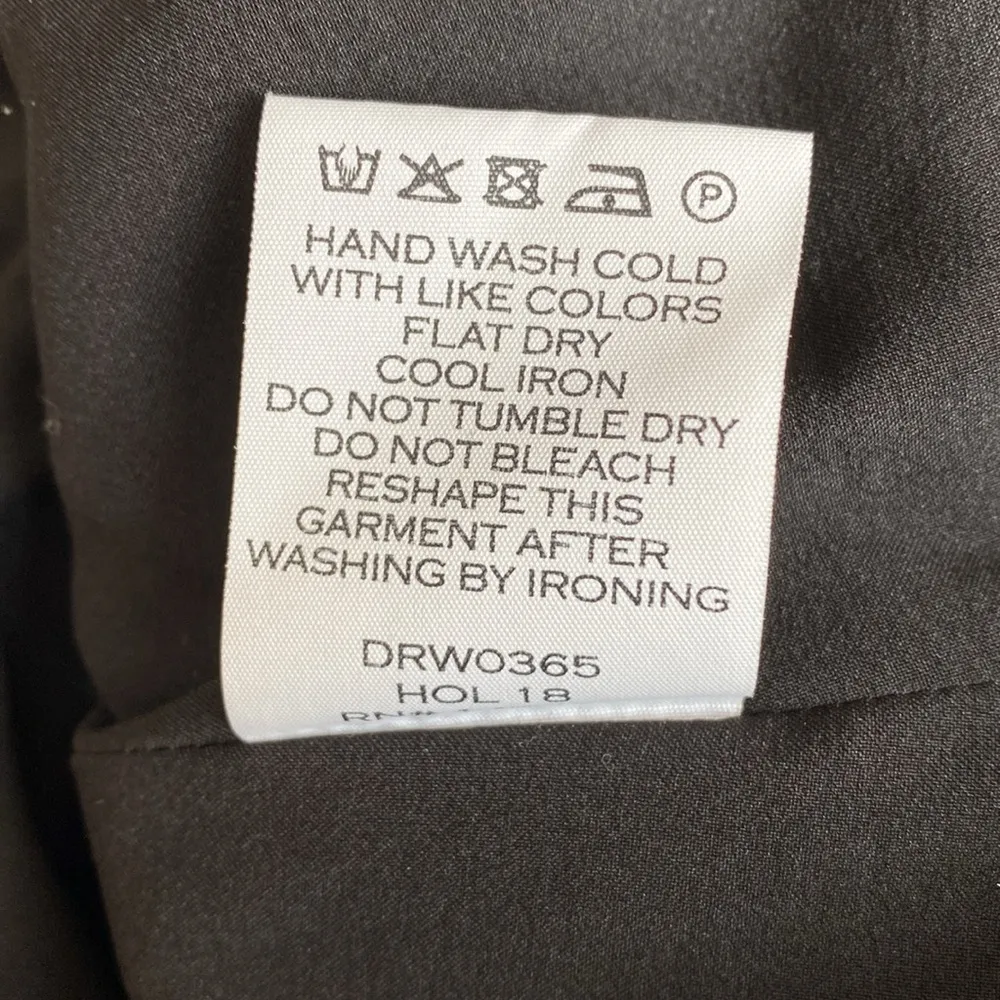 P
HAND WASH COLD
WITH LIKE COLORS
FLAT DRY
COOL IRON
DO NOT TUMBLE DRY
DO NOT BLEACH
RESHAPE THIS
GARMENT AFTER
WASHING BY IRONING
DRW0365
HOL 18